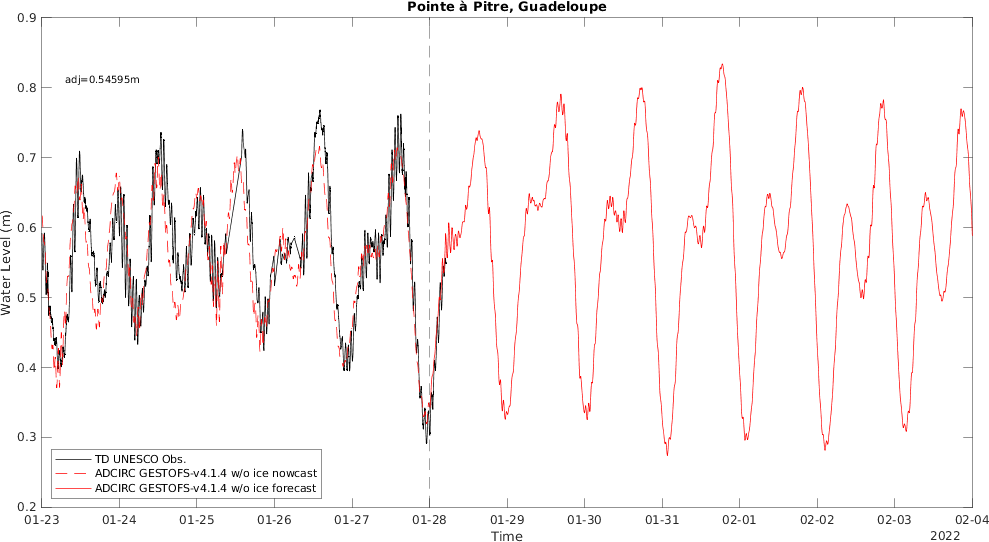 Pointe à Pitre, Guadeloupe
0.9
0.8
0.7
0.6
0.5
0.4
0.3
0.2
Water Level (m)
adj=0.54595m
TD UNESCO Obs.
ADCIRC GESTOFS-v4.1.4 w/o ice nowcast
ADCIRC GESTOFS-v4.1.4 w/o ice forecast
01-23 01-24 01-25 01-26 01-27 01-28 01-29 01-30 01-31 02-01 02-02 02-03 02-04
Time
2022